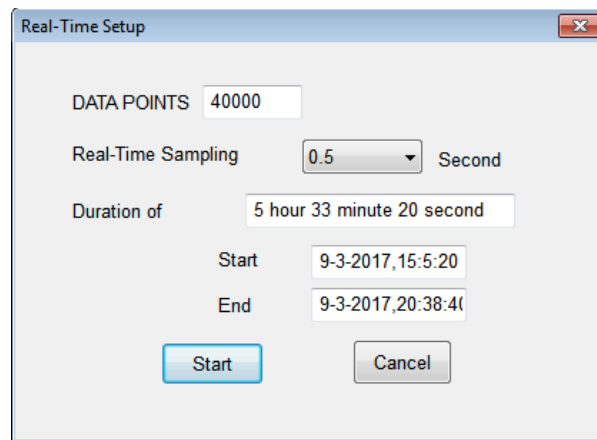 Real-Time Setup
DATA POINTS 40000
Real-Time Sampling 0.5 Second
Duration of 5 hour 33 minute 20 second
Start 9-3-2017,15:5:20
End 9-3-2017,20:38:4(
Start Cancel